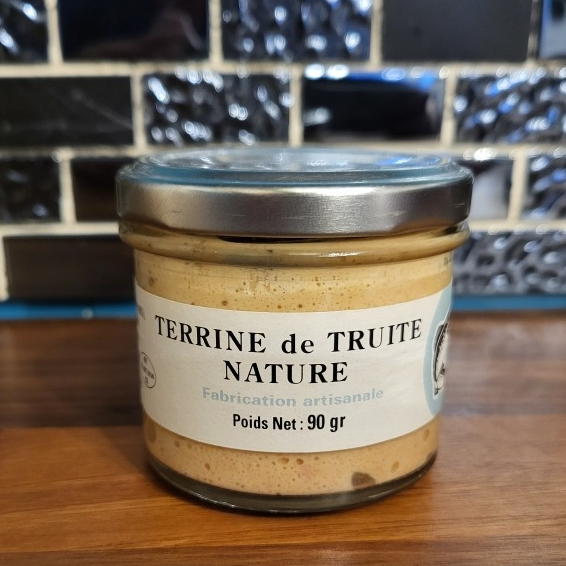 TERRINE de TRUITE
NATURE
Fabrication artisanale
Poids Net : 90 gr